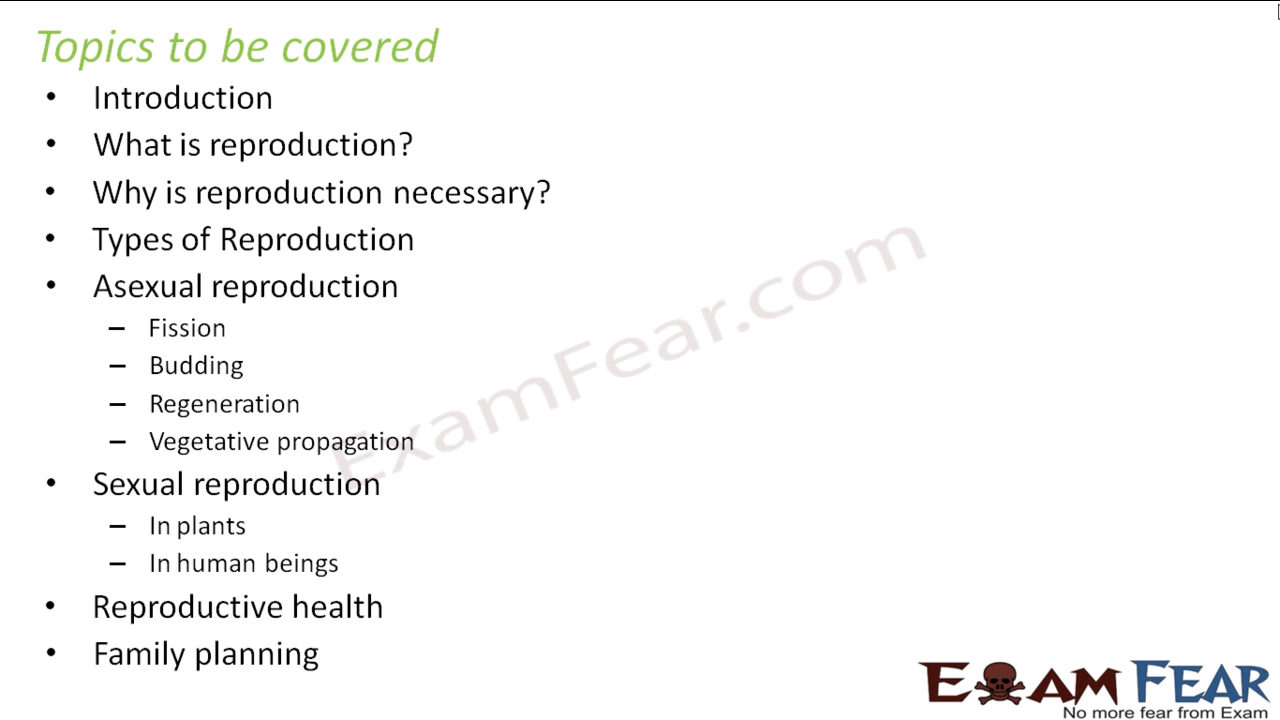 Topics to be covered
• Introduction
• What is reproduction?
• Why is reproduction necessary?
• Types of Reproduction
• Asexual reproduction
– Fission
– Budding
– Regeneration
– Vegetative propagation
• Sexual reproduction
– In plants
– In human beings
• Reproductive health
• Family planning
ExamFear.com
EXAM FEAR
No more fear from Exam